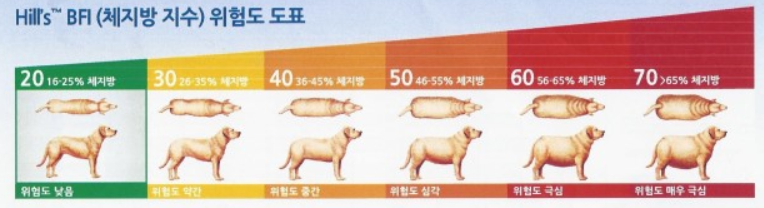 Hill's™ BFI (체지방 지수) 위험도 도표
20 16-25% 체지방
30 26-35% 체지방
40 36-45% 체지방
50 46-55% 체지방
60 56-65% 체지방
70 >65% 체지방
위험도 낮음
위험도 약간
위험도 중간
위험도 심각
위험도 극심
위험도 매우 극심